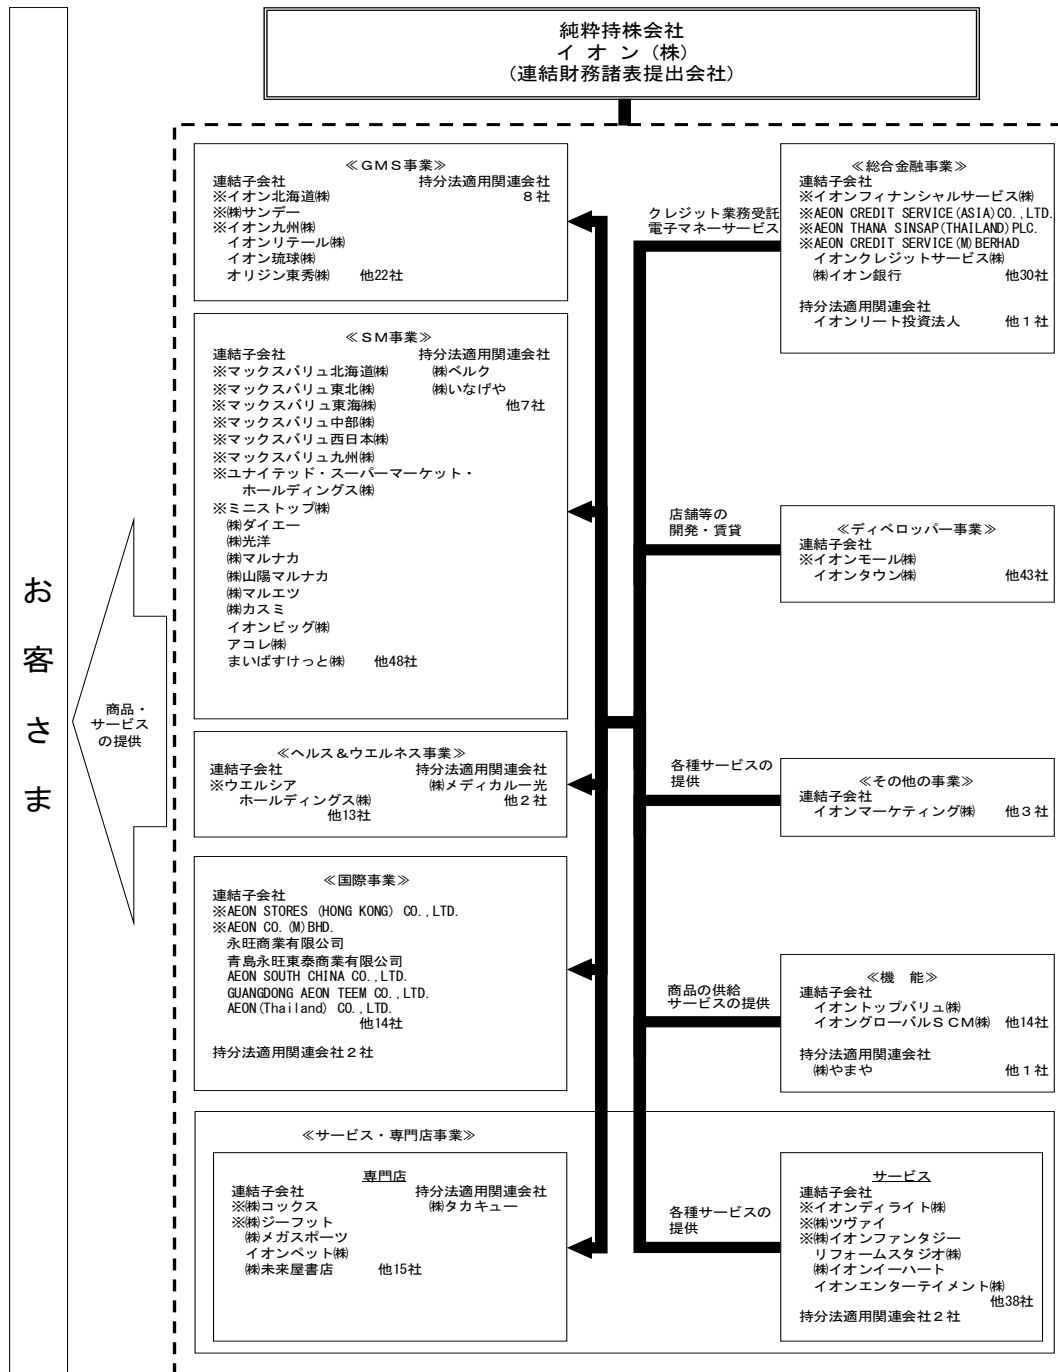 純粋持株会社
イ オ ン (株)
(連結財務諸表提出会社)
お客さま
商品・
サービス
の提供
≪GMS事業≫
連結子会社 持分法適用関連会社
※イオン北海道㈱ 8社
※㈱サンデー
※イオン九州㈱
イオンリテール㈱
イオン琉球㈱
オリジン東秀㈱ 他22社
≪SM事業≫
連結子会社 持分法適用関連会社
※マックスバリュ北海道㈱ ㈱ベルク
※マックスバリュ東北㈱ ㈱いなげや
※マックスバリュ東海㈱ 他7社
※マックスバリュ中部㈱
※マックスバリュ西日本㈱
※マックスバリュ九州㈱
※ユナイテッド・スーパーマーケット・
ホールディングス㈱
※ミニストップ㈱
㈱ダイエー
㈱光洋
㈱マルナカ
㈱山陽マルナカ
㈱マルエツ
㈱カスミ
イオンビッグ㈱
アコレ㈱
まいばすけっと㈱ 他48社
≪ヘルス&ウエルネス事業≫
連結子会社 持分法適用関連会社
※ウエルシア ㈱メディカル一光
ホールディングス㈱ 他2社
他13社
≪国際事業≫
連結子会社
※AEON STORES (HONG KONG) CO.,LTD.
※AEON CO. (M) BHD.
永旺商業有限公司
青島永旺東泰商業有限公司
AEON SOUTH CHINA CO.,LTD.
GUANGDONG AEON TEEM CO.,LTD.
AEON(Thailand) CO.,LTD.
他14社
持分法適用関連会社2社
≪サービス・専門店事業≫
専門店
連結子会社 持分法適用関連会社
※㈱コックス ㈱タカキュー
※㈱ジーフット
㈱メガスポーツ
イオンペット㈱
㈱未来屋書店 他15社
クレジット業務受託
電子マネーサービス
≪総合金融事業≫
連結子会社
※イオンフィナンシャルサービス㈱
※AEON CREDIT SERVICE(ASIA)CO.,LTD.
※AEON THANA SINSAP(THAILAND)PLC.
※AEON CREDIT SERVICE(M)BERHAD
イオンクレジットサービス㈱
㈱イオン銀行 他30社
持分法適用関連会社
イオンリート投資法人 他1社
店舗等の
開発・賃貸
≪ディベロッパー事業≫
連結子会社
※イオンモール㈱
イオンタウン㈱ 他43社
各種サービスの
提供
≪その他の事業≫
連結子会社
イオンマーケティング㈱ 他3社
商品の供給
サービスの提供
≪機 能≫
連結子会社
イオントップバリュ㈱
イオングローバルSCM㈱ 他14社
持分法適用関連会社
㈱やまや 他1社
各種サービスの
提供
サービス
連結子会社
※イオンディライト㈱
※㈱ツヴァイ
※㈱イオンファンタジー
リフォームスタジオ㈱
㈱イオンイーハート
イオンエンターテイメント㈱
他38社
持分法適用関連会社2社